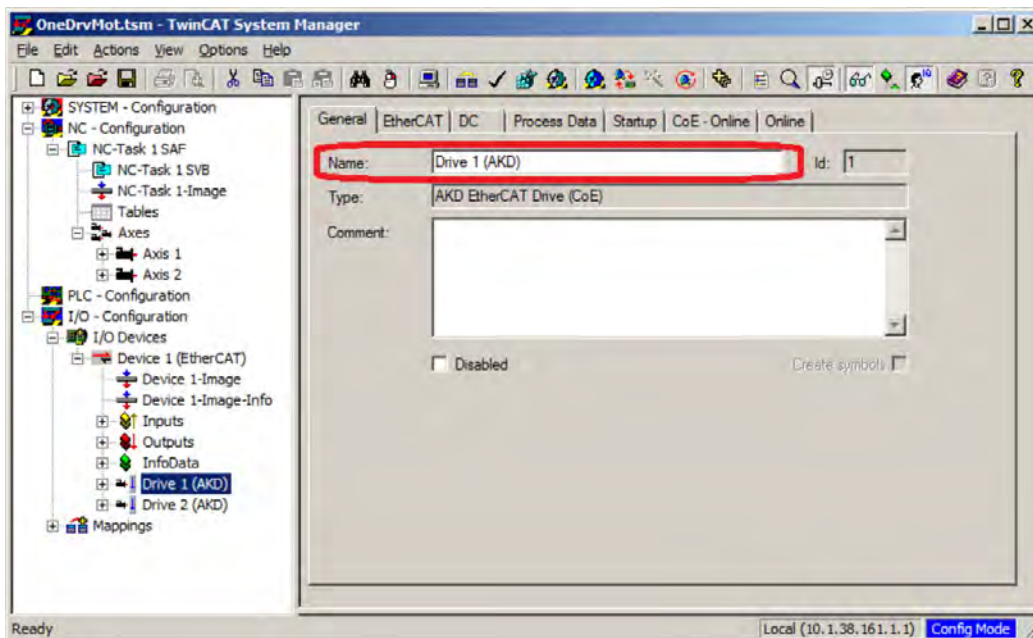 OneDrvMot.tsm - TwinCAT System Manager
File Edit Actions View Options Help
SYSTEM - Configuration
NC - Configuration
NC-Task 1 SAF
NC-Task 1 SVB
NC-Task 1-Image
Tables
Axes
Axis 1
Axis 2
PLC - Configuration
I/O - Configuration
I/O Devices
Device 1 (EtherCAT)
Device 1-Image
Device 1-Image-Info
Inputs
Outputs
InfoData
Drive 1 (AKD)
Drive 2 (AKD)
Mappings
General EtherCAT DC Process Data Startup CoE - Online Online
Name: Drive 1 (AKD) Id: 1
Type: AKD EtherCAT Drive (CoE)
Comment:
Disabled Create symbols
Ready Local (10.1.38.161.1.1) Config Mode